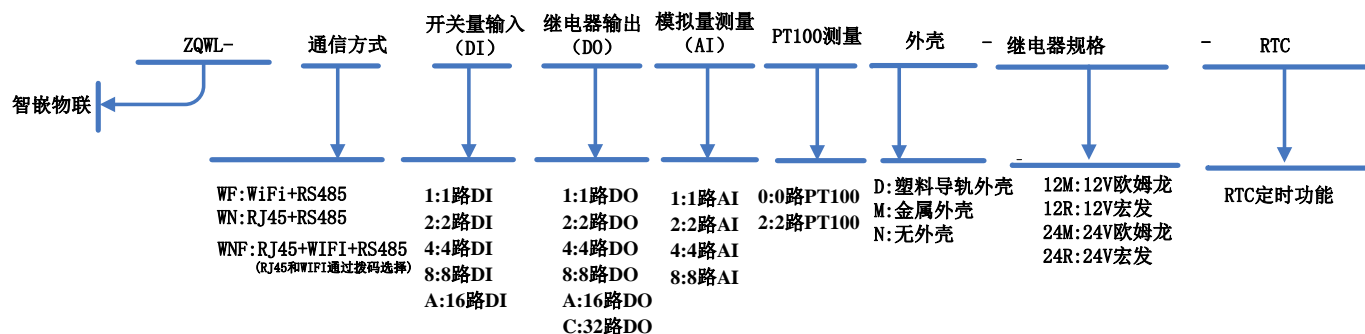 ZQWL-
通信方式
开关量输入
（DI）
继电器输出
（DO）
模拟量测量
（AI）
PT100测量
外壳
-
继电器规格
-
RTC
智嵌物联
WF:WiFi+RS485
WN:RJ45+RS485
WNF:RJ45+WIFI+RS485
(RJ45和WIFI通过拨码选择)
1:1路DI
2:2路DI
4:4路DI
8:8路DI
A:16路DI
1:1路DO
2:2路DO
4:4路DO
8:8路DO
A:16路DO
C:32路DO
1:1路AI
2:2路AI
4:4路AI
8:8路AI
0:0路PT100
2:2路PT100
D:塑料导轨外壳
M:金属外壳
N:无外壳
-
12M:12V欧姆龙
12R:12V宏发
24M:24V欧姆龙
24R:24V宏发
RTC定时功能